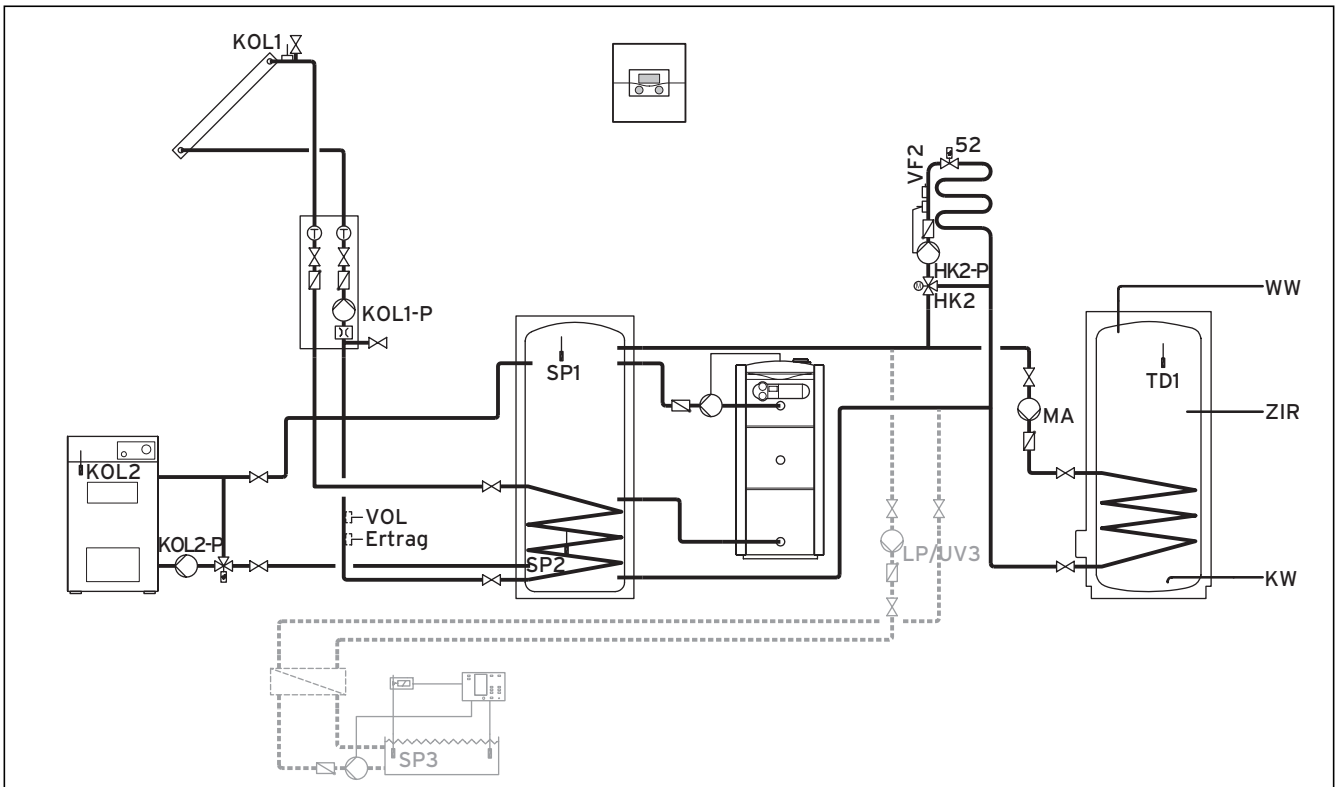 KOL1
VF2
52
HK2-P
HK2
KOL1-P
WW
SP1
TD1
ZIR
MA
KOL2
VOL
Ertrag
KOL2-P
SP2
LP/UV3
KW
SP3
T
T
M